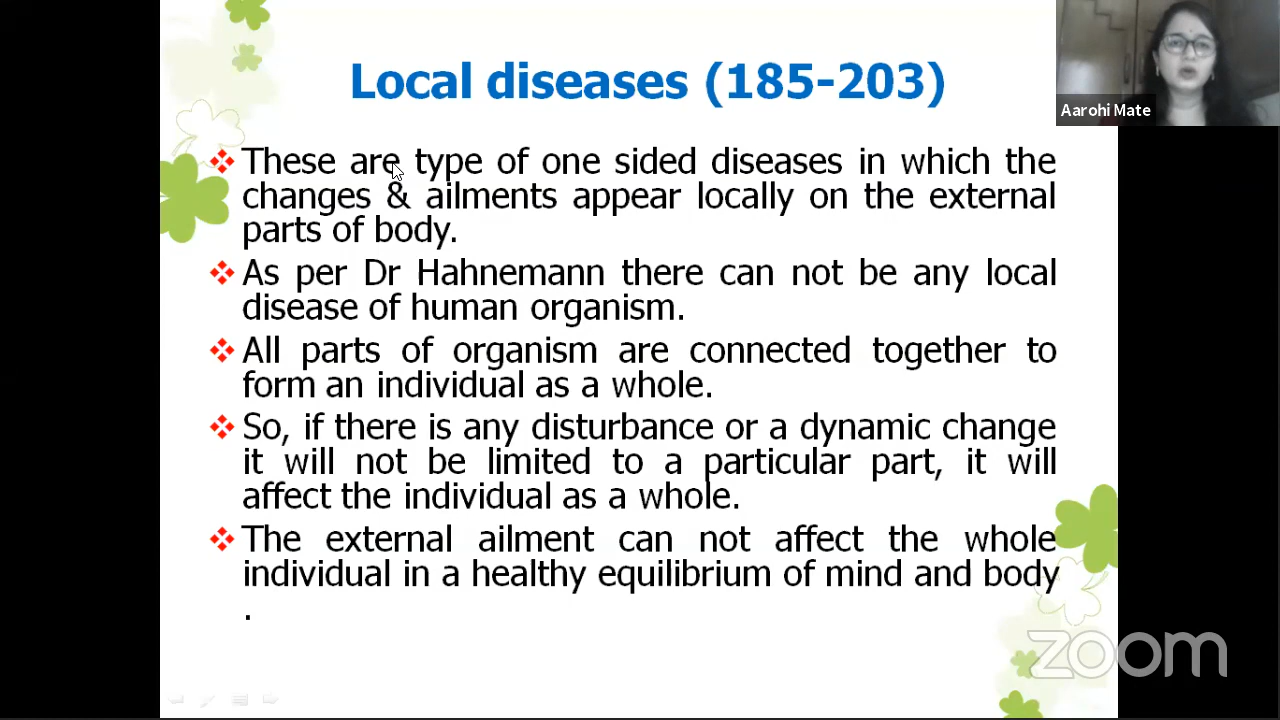 Local diseases (185-203)
Aarohi Mate
These are type of one sided diseases in which the
changes & ailments appear locally on the external
parts of body.
As per Dr Hahnemann there can not be any local
disease of human organism.
All parts of organism are connected together to
form an individual as a whole.
So, if there is any disturbance or a dynamic change
it will not be limited to a particular part, it will
affect the individual as a whole.
The external ailment can not affect the whole
individual in a healthy equilibrium of mind and body
.
zoom